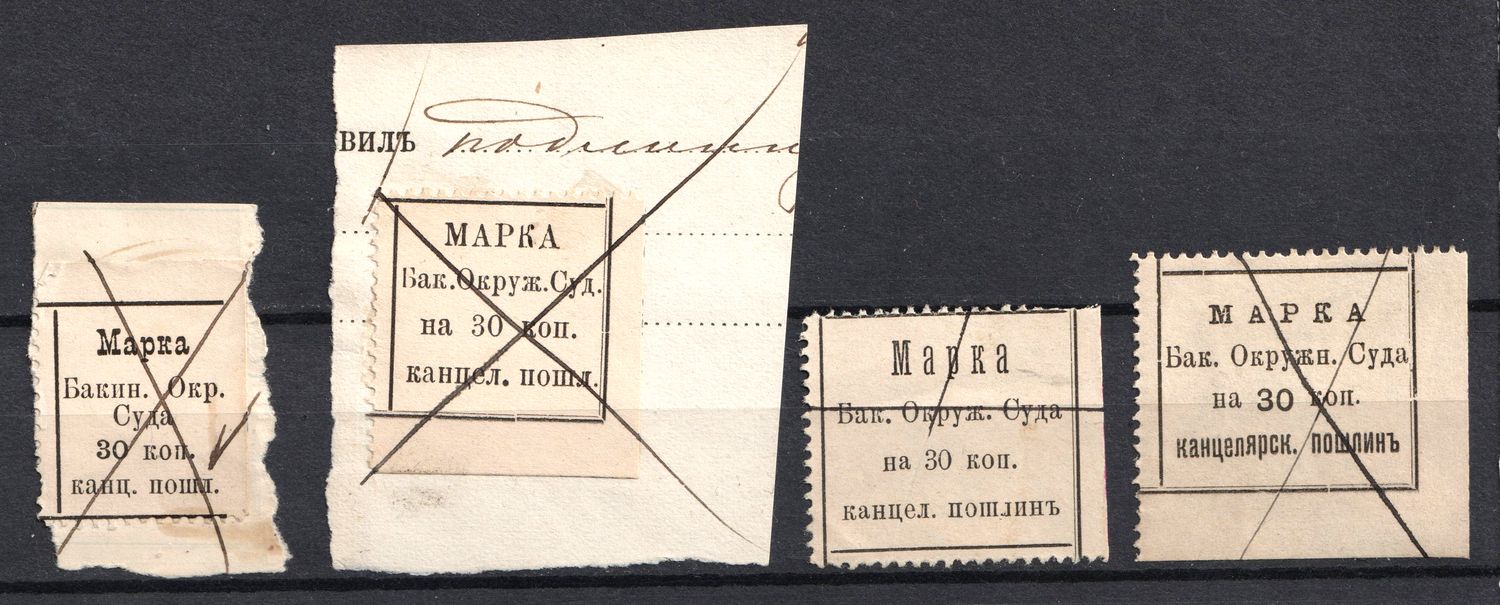 Марка
Бакин. Окр.
Суда
30 коп.
канц. пошл.
вилъ
МАРКА
Бак.Окруж.Суд.
на 30 коп.
канцел. пошл.
Марка
Бак. Окруж. Суда
на 30 коп.
канцел. пошлинъ
МАРКА
Бак. Окружн. Суда
на 30 коп.
канцелярск. пошлинъ